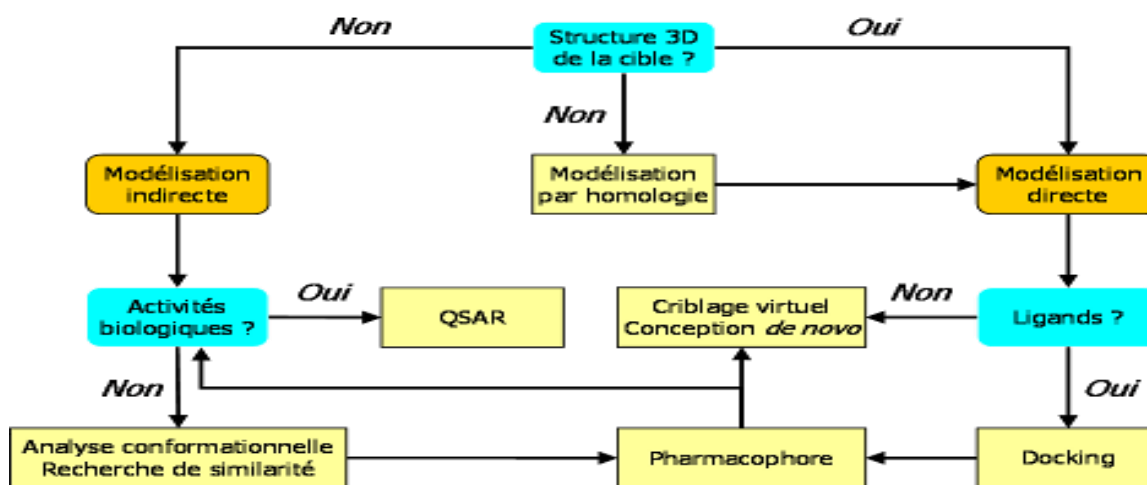 Non
Structure 3D
de la cible ?
Oui
Non
Modélisation
indirecte
Modélisation
par homologie
Modélisation
directe
Activités
biologiques ?
Oui
QSAR
Criblage virtuel
Conception de novo
Non
Ligands ?
Non
Oui
Analyse conformationnelle
Recherche de similarité
Pharmacophore
Docking